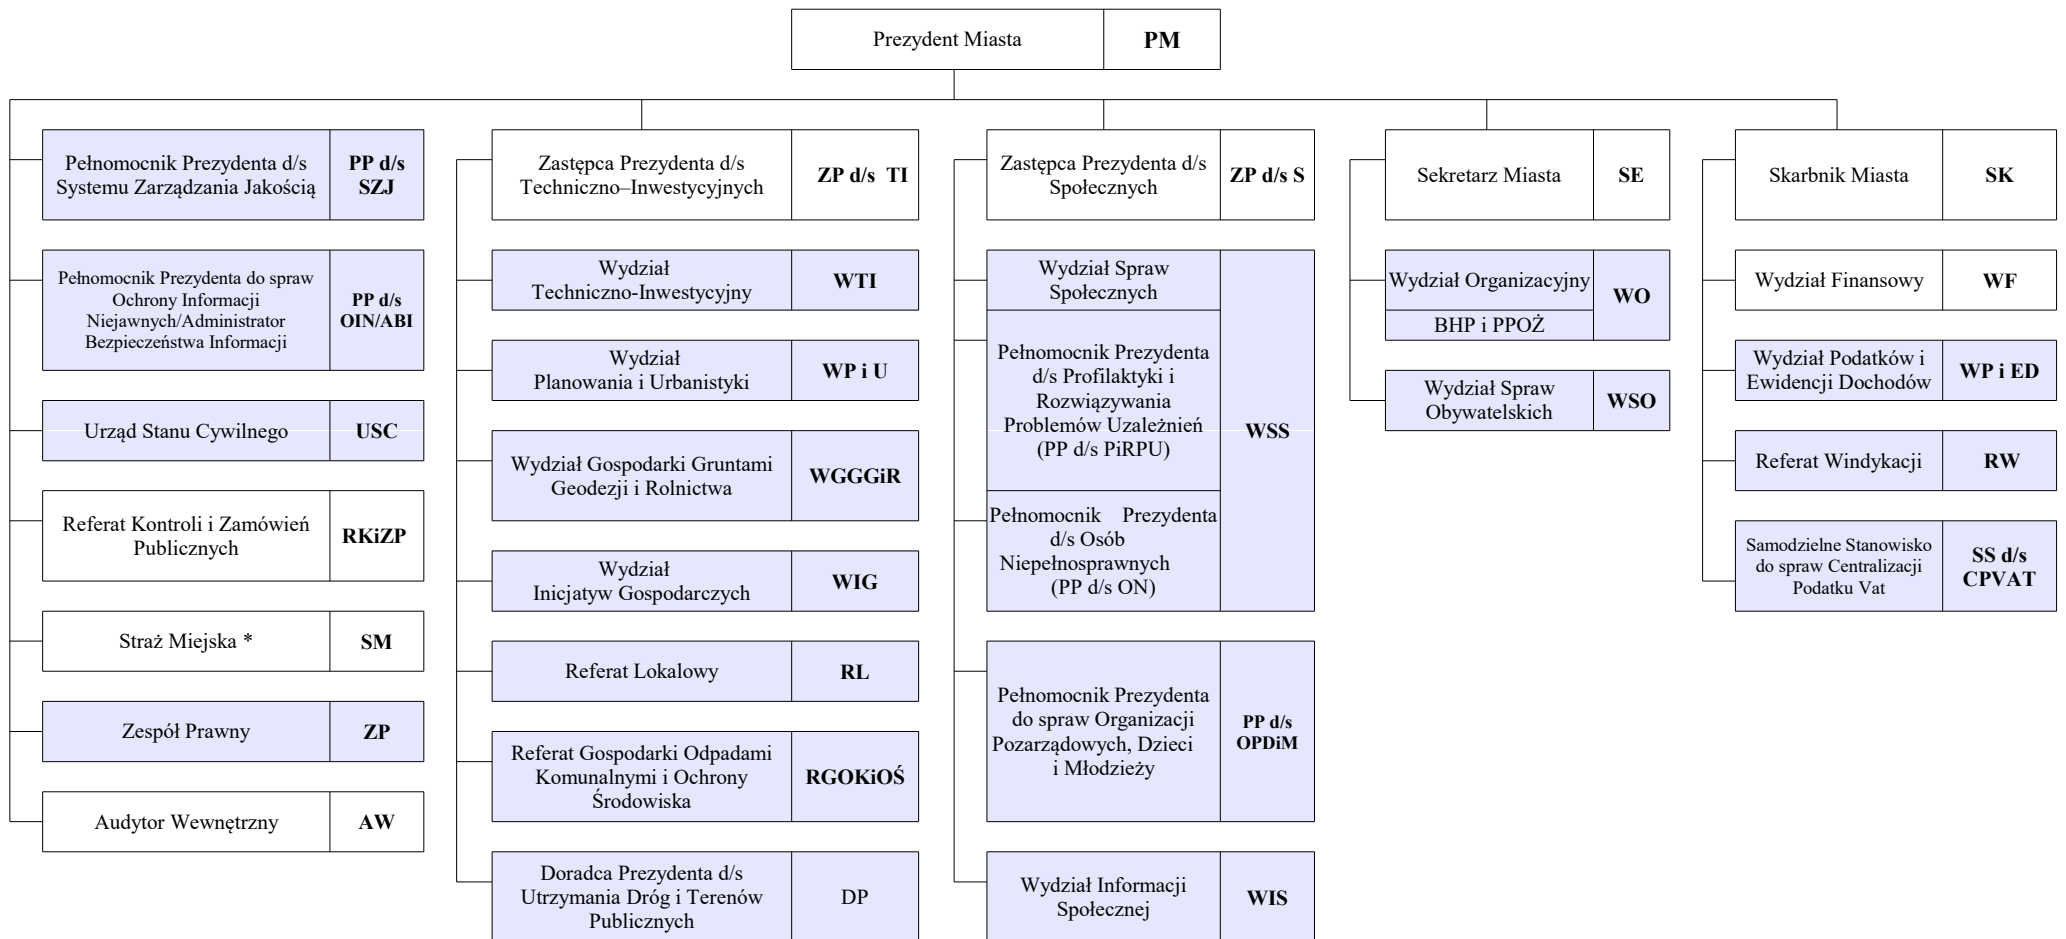 Prezydent Miasta
PM
Pełnomocnik Prezydenta d/s
Systemu Zarządzania Jakością
PP d/s
SZJ
Pełnomocnik Prezydenta do spraw
Ochrony Informacji
Niejawnych/Administrator
Bezpieczeństwa Informacji
PP d/s
OIN/ABI
Urząd Stanu Cywilnego
USC
Referat Kontroli i Zamówień
Publicznych
RKiZP
Straż Miejska *
SM
Zespół Prawny
ZP
Audytor Wewnętrzny
AW
Zastępca Prezydenta d/s
Techniczno–Inwestycyjnych
ZP d/s TI
Wydział
Techniczno-Inwestycyjny
WTI
Wydział
Planowania i Urbanistyki
WP i U
Wydział Gospodarki Gruntami
Geodezji i Rolnictwa
WGGGiR
Wydział
Inicjatyw Gospodarczych
WIG
Referat Lokalowy
RL
Referat Gospodarki Odpadami
Komunalnymi i Ochrony
Środowiska
RGOKiOŚ
Doradca Prezydenta d/s
Utrzymania Dróg i Terenów
Publicznych
DP
Zastępca Prezydenta d/s
Społecznych
ZP d/s S
Wydział Spraw
Społecznych
Pełnomocnik Prezydenta
d/s Profilaktyki i
Rozwiązywania
Problemów Uzależnień
(PP d/s PiRPU)
Pełnomocnik Prezydenta
d/s Osób
Niepełnosprawnych
(PP d/s ON)
WSS
Pełnomocnik Prezydenta
do spraw Organizacji
Pozarządowych, Dzieci
i Młodzieży
PP d/s
OPDiM
Wydział Informacji
Społecznej
WIS
Sekretarz Miasta
SE
Wydział Organizacyjny
BHP i PPOŻ
WO
Wydział Spraw
Obywatelskich
WSO
Skarbnik Miasta
SK
Wydział Finansowy
WF
Wydział Podatków i
Ewidencji Dochodów
WP i ED
Referat Windykacji
RW
Samodzielne Stanowisko
do spraw Centralizacji
Podatku Vat
SS d/s
CPVAT